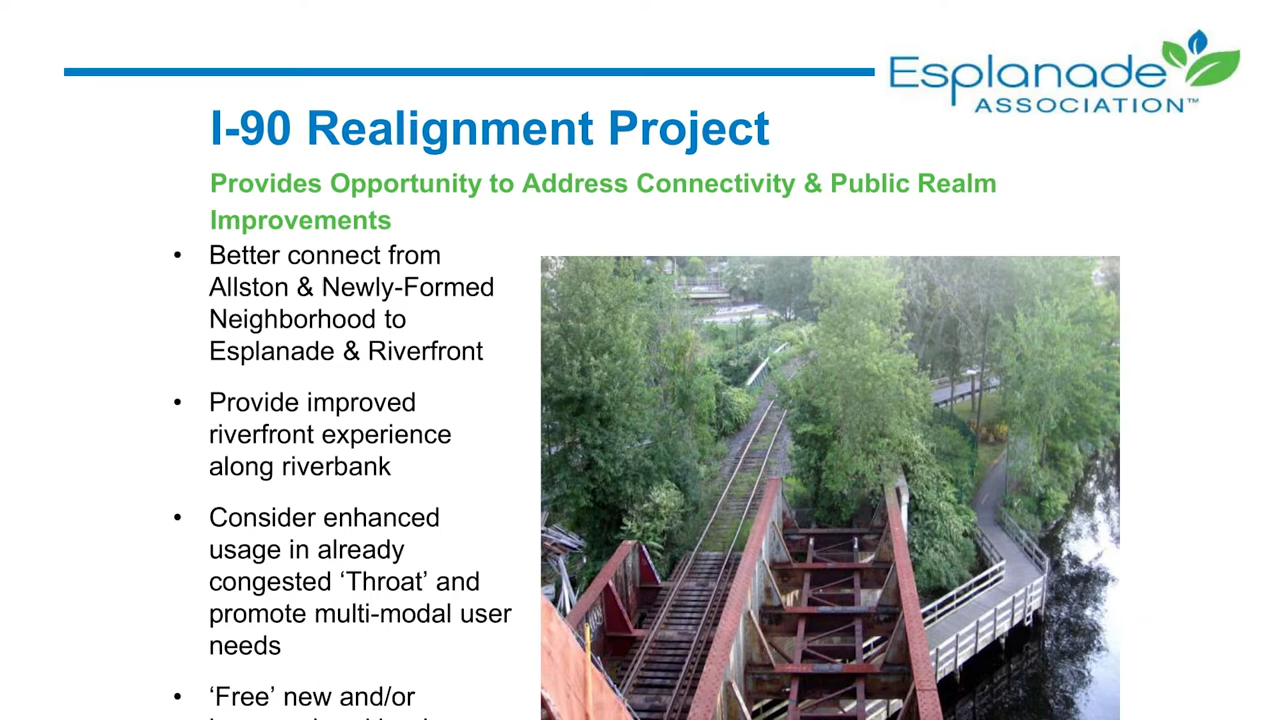 Esplanade
ASSOCIATION™
I-90 Realignment Project
Provides Opportunity to Address Connectivity & Public Realm
Improvements
• Better connect from
Allston & Newly-Formed
Neighborhood to
Esplanade & Riverfront
• Provide improved
riverfront experience
along riverbank
• Consider enhanced
usage in already
congested ‘Throat’ and
promote multi-modal user
needs
• ‘Free’ new and/or